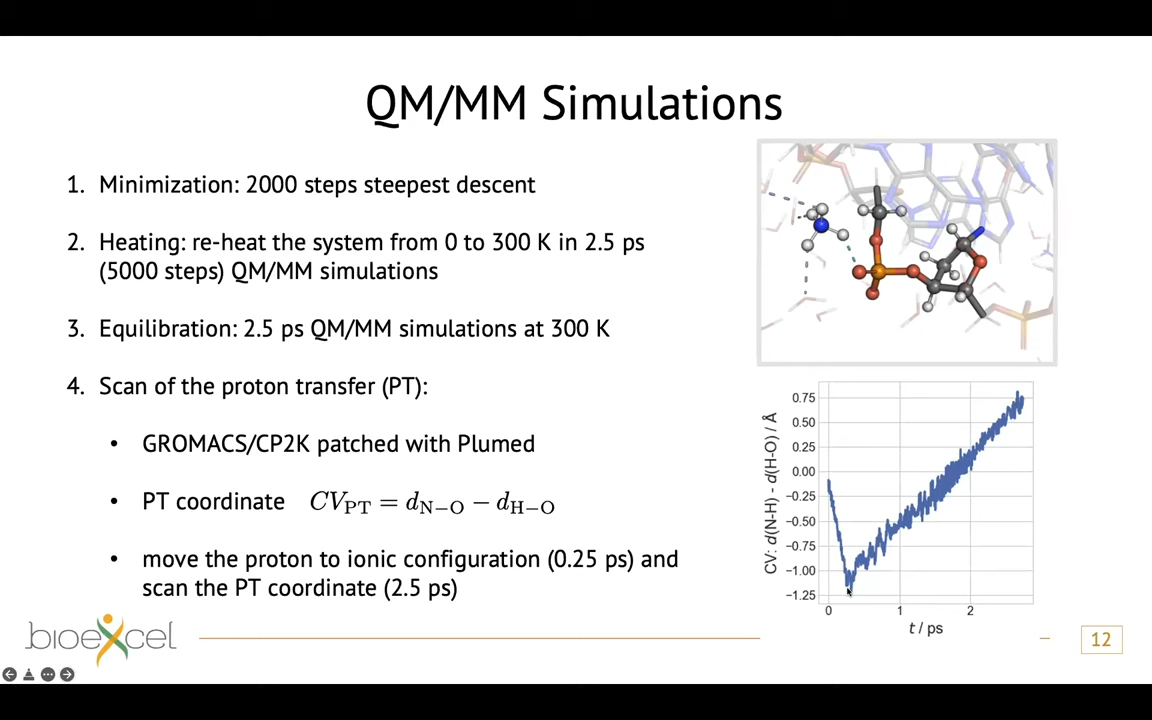 QM/MM Simulations
1. Minimization: 2000 steps steepest descent
2. Heating: re-heat the system from 0 to 300 K in 2.5 ps
(5000 steps) QM/MM simulations
3. Equilibration: 2.5 ps QM/MM simulations at 300 K
4. Scan of the proton transfer (PT):
• GROMACS/CP2K patched with Plumed
• PT coordinate CV_PT = d_N−O − d_H−O
• move the proton to ionic configuration (0.25 ps) and
scan the PT coordinate (2.5 ps)
CV: d(N-H) - d(H-O) / Å
0.75
0.50
0.25
0.00
−0.25
−0.50
−0.75
−1.00
−1.25
0 1 2
t / ps
bioexcel
12